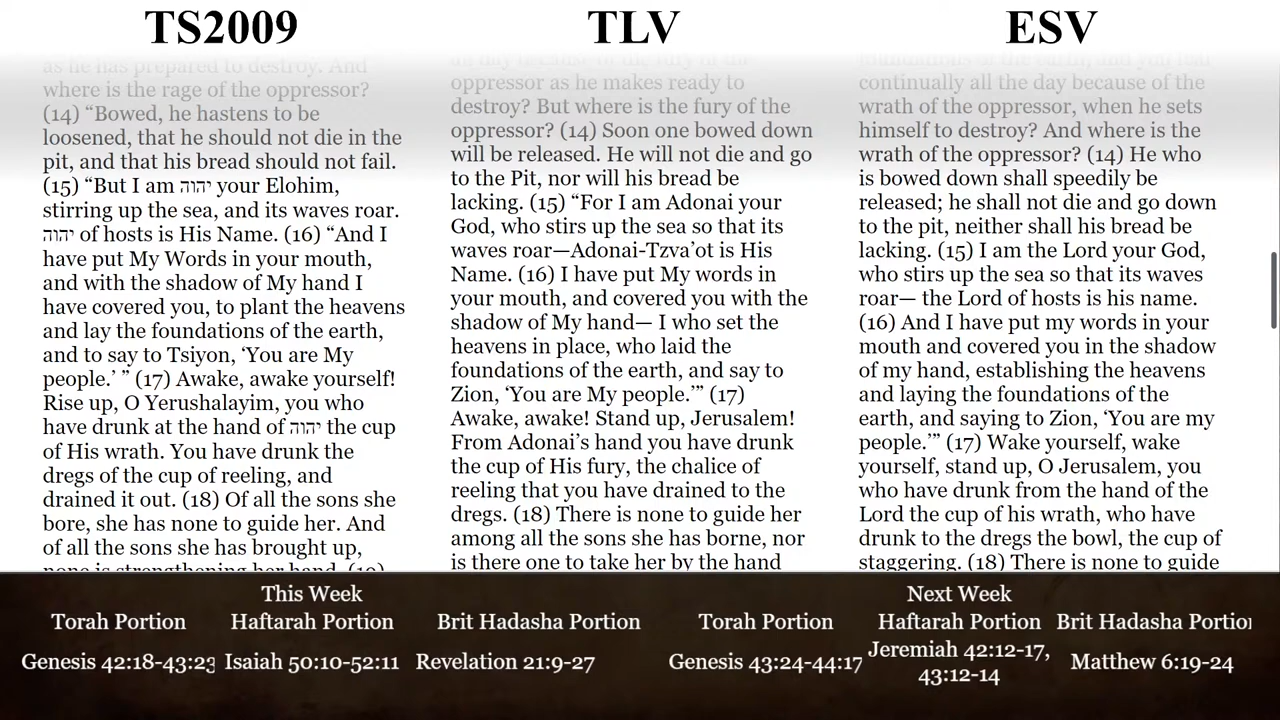 TS2009
as he has prepared to destroy. And
where is the rage of the oppressor?
(14) “Bowed, he hastens to be
loosened, that he should not die in the
pit, and that his bread should not fail.
(15) “But I am יהוה your Elohim,
stirring up the sea, and its waves roar.
יהוה of hosts is His Name. (16) “And I
have put My Words in your mouth,
and with the shadow of My hand I
have covered you, to plant the heavens
and lay the foundations of the earth,
and to say to Tsiyon, ‘You are My
people.’ ” (17) Awake, awake yourself!
Rise up, O Yerushalayim, you who
have drunk at the hand of יהוה the cup
of His wrath. You have drunk the
dregs of the cup of reeling, and
drained it out. (18) Of all the sons she
bore, she has none to guide her. And
of all the sons she has brought up,
none is strengthening her hand. (19)
TLV
oppressor as he makes ready to
destroy? But where is the fury of the
oppressor? (14) Soon one bowed down
will be released. He will not die and go
to the Pit, nor will his bread be
lacking. (15) “For I am Adonai your
God, who stirs up the sea so that its
waves roar—Adonai-Tzva’ot is His
Name. (16) I have put My words in
your mouth, and covered you with the
shadow of My hand— I who set the
heavens in place, who laid the
foundations of the earth, and say to
Zion, ‘You are My people.’” (17)
Awake, awake! Stand up, Jerusalem!
From Adonai’s hand you have drunk
the cup of His fury, the chalice of
reeling that you have drained to the
dregs. (18) There is none to guide her
among all the sons she has borne, nor
is there one to take her by the hand
ESV
continually all the day because of the
wrath of the oppressor, when he sets
himself to destroy? And where is the
wrath of the oppressor? (14) He who
is bowed down shall speedily be
released; he shall not die and go down
to the pit, neither shall his bread be
lacking. (15) I am the Lord your God,
who stirs up the sea so that its waves
roar— the Lord of hosts is his name.
(16) And I have put my words in your
mouth and covered you in the shadow
of my hand, establishing the heavens
and laying the foundations of the
earth, and saying to Zion, ‘You are my
people.’” (17) Wake yourself, wake
yourself, stand up, O Jerusalem, you
who have drunk from the hand of the
Lord the cup of his wrath, who have
drunk to the dregs the bowl, the cup of
staggering. (18) There is none to guide
This Week
Torah Portion
Genesis 42:18-43:23
Haftarah Portion
Isaiah 50:10-52:11
Brit Hadasha Portion
Revelation 21:9-27
Next Week
Torah Portion
Genesis 43:24-44:17
Haftarah Portion
Jeremiah 42:12-17,
43:12-14
Brit Hadasha Portion
Matthew 6:19-24